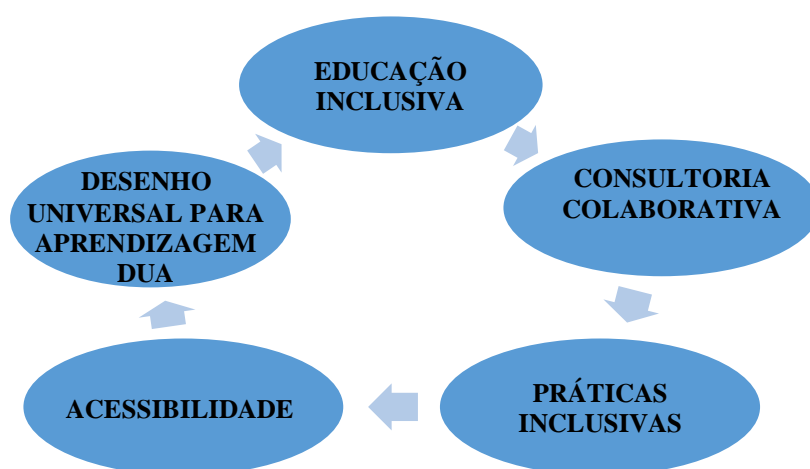 EDUCAÇÃO
INCLUSIVA
CONSULTORIA
COLABORATIVA
PRÁTICAS
INCLUSIVAS
ACESSIBILIDADE
DESENHO
UNIVERSAL PARA
APRENDIZAGEM
DUA